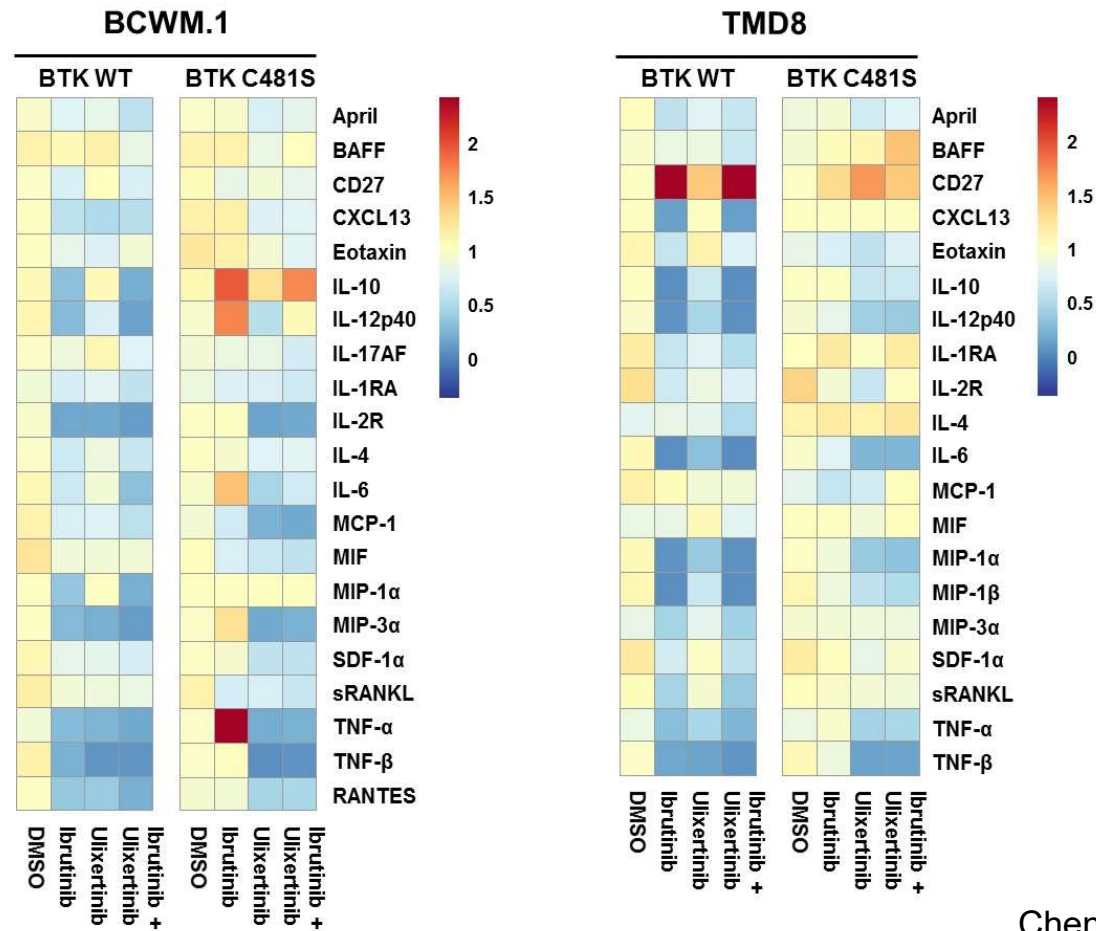 BCWM.1
BTK WT
BTK C481S
April
BAFF
CD27
CXCL13
Eotaxin
IL-10
IL-12p40
IL-17AF
IL-1RA
IL-2R
IL-4
IL-6
MCP-1
MIF
MIP-1α
MIP-3α
SDF-1α
sRANKL
TNF-α
TNF-β
RANTES
2
1.5
1
0.5
0
DMSO
Ibrutinib
Ulixertinib
Ibrutinib +
Ulixertinib
DMSO
Ibrutinib
Ulixertinib
Ibrutinib +
Ulixertinib
TMD8
BTK WT
BTK C481S
April
BAFF
CD27
CXCL13
Eotaxin
IL-10
IL-12p40
IL-1RA
IL-2R
IL-4
IL-6
MCP-1
MIF
MIP-1α
MIP-1β
MIP-3α
SDF-1α
sRANKL
TNF-α
TNF-β
2
1.5
1
0.5
0
DMSO
Ibrutinib
Ulixertinib
Ibrutinib +
Ulixertinib
DMSO
Ibrutinib
Ulixertinib
Ibrutinib +
Ulixertinib
Chen